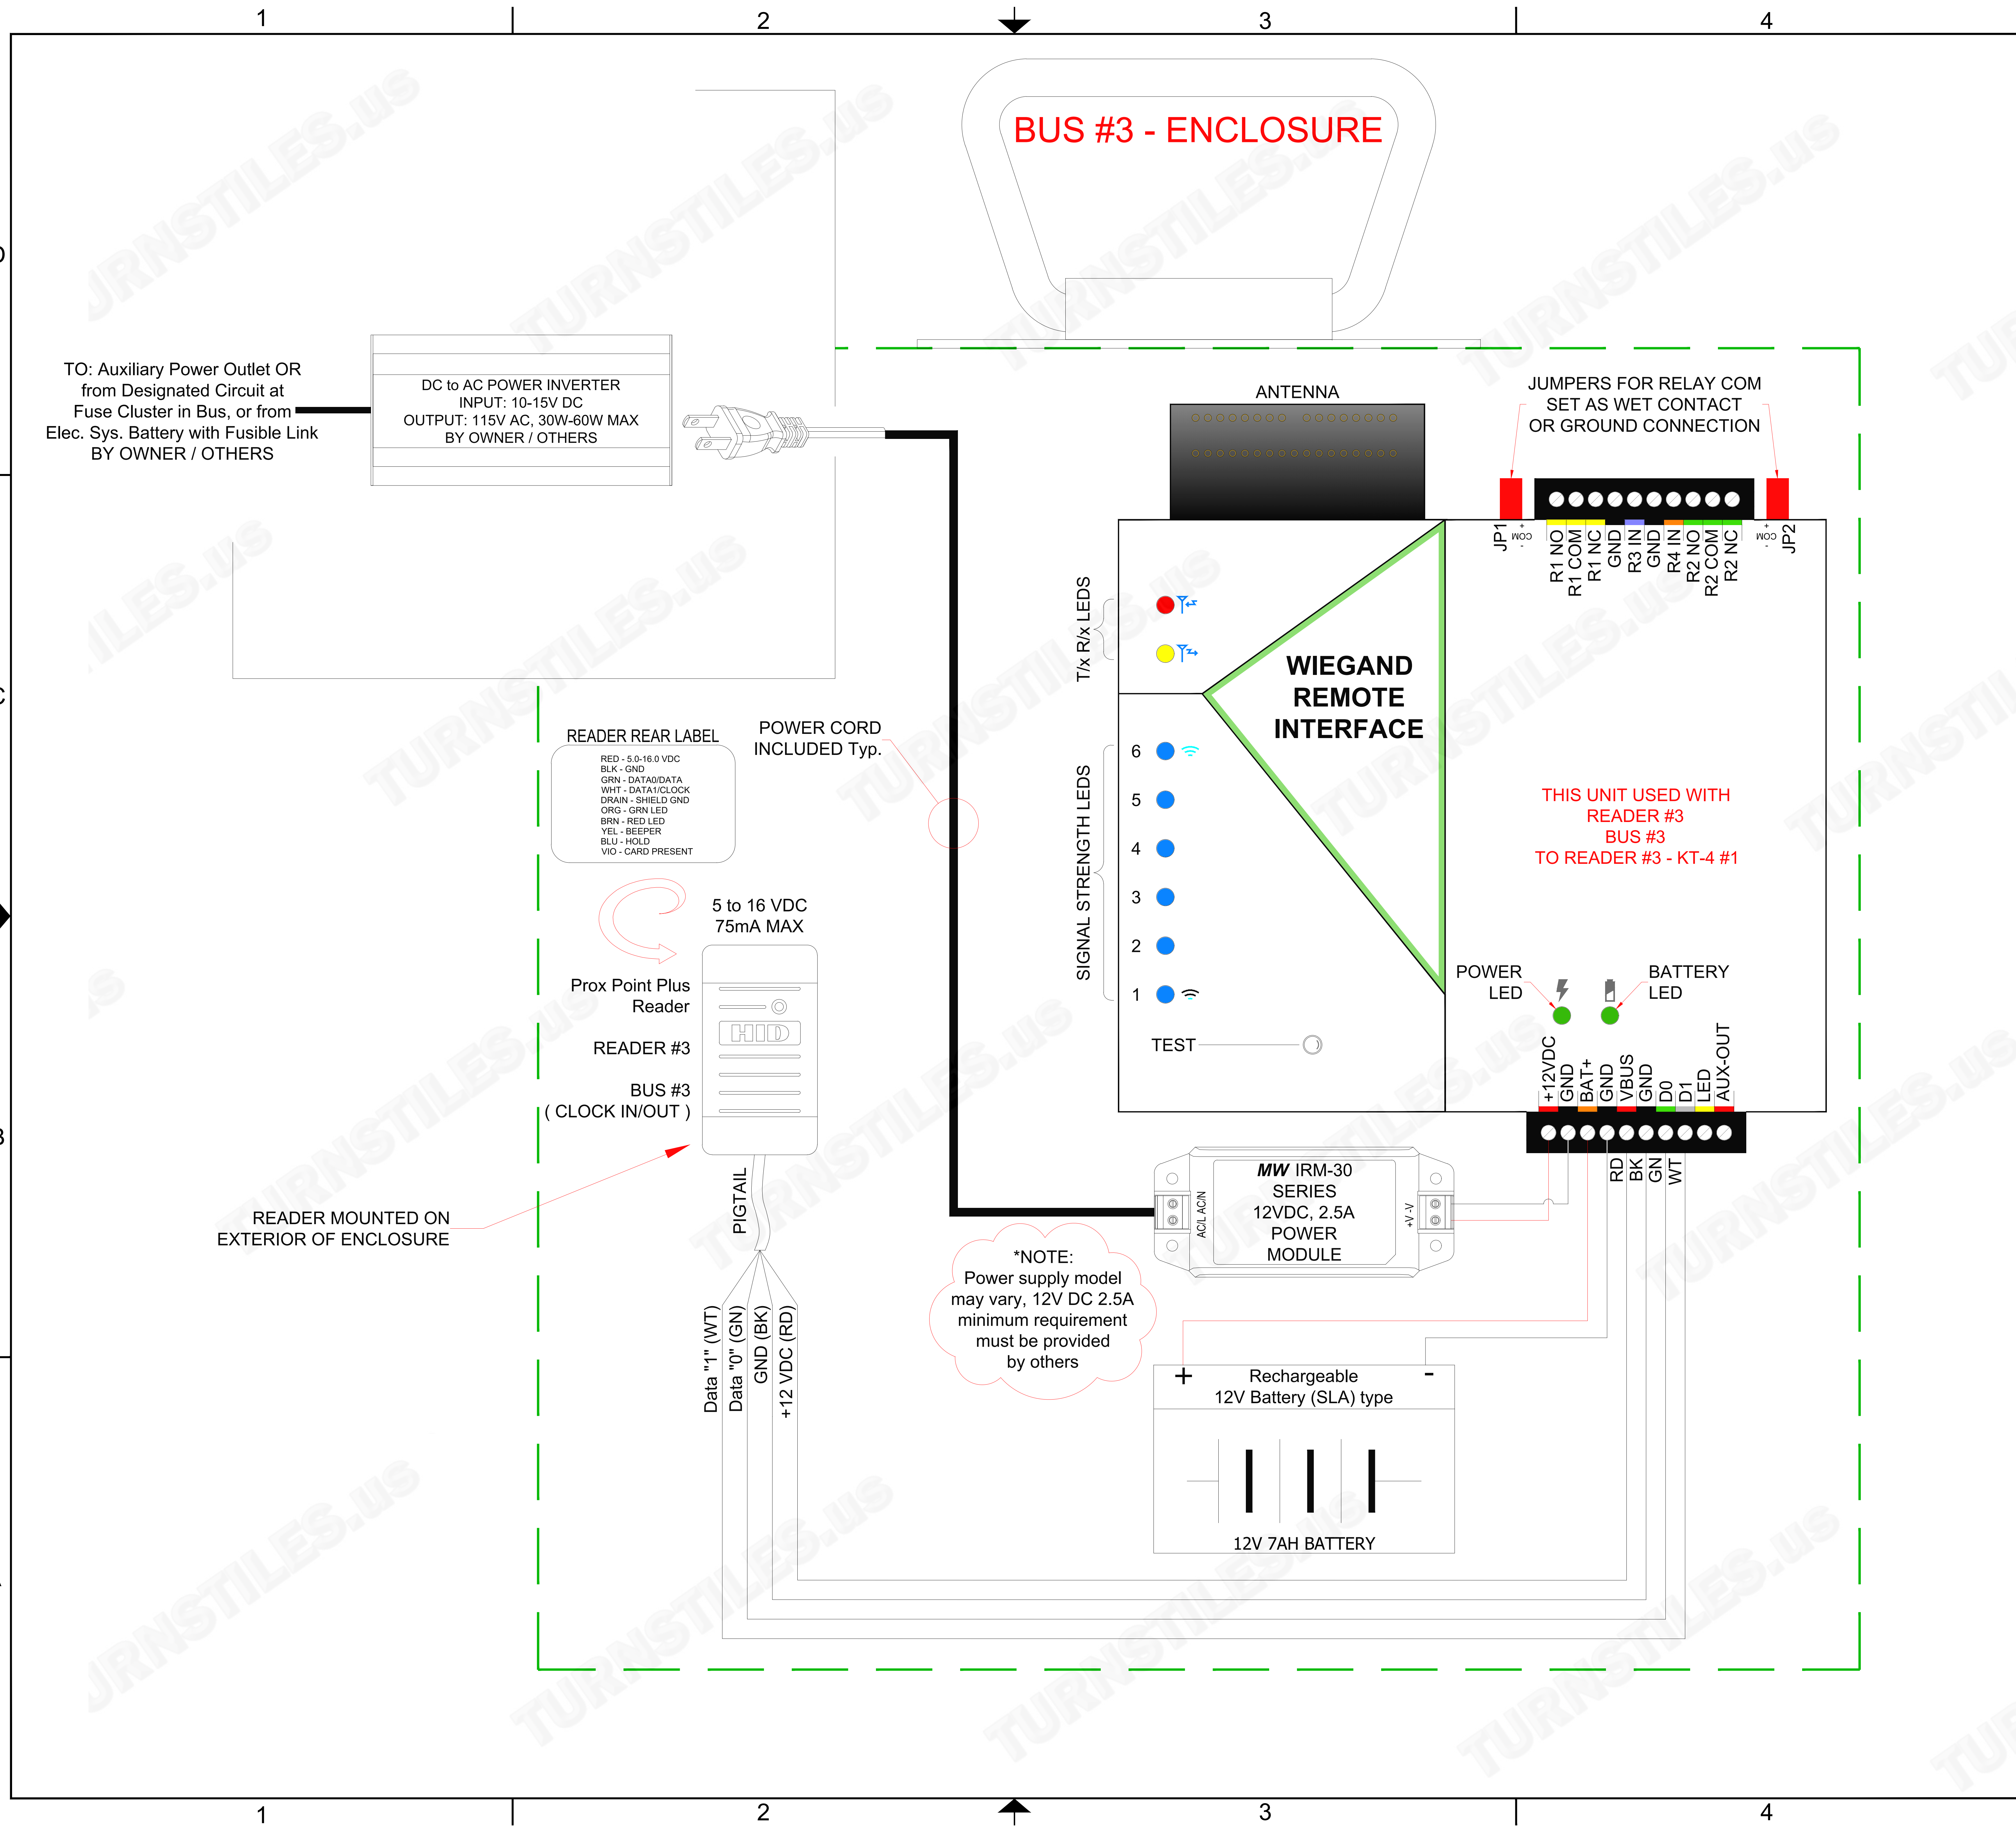 1
2
3
4
BUS #3 - ENCLOSURE
TO: Auxiliary Power Outlet OR
from Designated Circuit at
Fuse Cluster in Bus, or from
Elec. Sys. Battery with Fusible Link
BY OWNER / OTHERS
DC to AC POWER INVERTER
INPUT: 10-15V DC
OUTPUT: 115V AC, 30W-60W MAX
BY OWNER / OTHERS
ANTENNA
JUMPERS FOR RELAY COM
SET AS WET CONTACT
OR GROUND CONNECTION
JP1
+
COM
-
R1 NO
R1 COM
R1 NC
GND
R3 IN
GND
R4 IN
R2 NO
R2 COM
R2 NC
+
COM
-
JP2
T/x R/x LEDS
WIEGAND
REMOTE
INTERFACE
READER REAR LABEL
RED - 5.0-16.0 VDC
BLK - GND
GRN - DATA0/DATA
WHT - DATA1/CLOCK
DRAIN - SHIELD GND
ORG - GRN LED
BRN - RED LED
YEL - BEEPER
BLU - HOLD
VIO - CARD PRESENT
POWER CORD
INCLUDED Typ.
SIGNAL STRENGTH LEDS
6
5
4
3
2
1
TEST
THIS UNIT USED WITH
READER #3
BUS #3
TO READER #3 - KT-4 #1
5 to 16 VDC
75mA MAX
Prox Point Plus
Reader
READER #3
BUS #3
( CLOCK IN/OUT )
HID
POWER
LED
BATTERY
LED
+12VDC
GND
BAT+
GND
VBUS
GND
D0
D1
LED
AUX-OUT
RD
BK
GN
WT
READER MOUNTED ON
EXTERIOR OF ENCLOSURE
PIGTAIL
AC/L AC/N
MW IRM-30
SERIES
12VDC, 2.5A
POWER
MODULE
+V -V
*NOTE:
Power supply model
may vary, 12V DC 2.5A
minimum requirement
must be provided
by others
Data "1" (WT)
Data "0" (GN)
GND (BK)
+12 VDC (RD)
+
-
Rechargeable
12V Battery (SLA) type
12V 7AH BATTERY
1
2
3
4
TURNSTILES.us